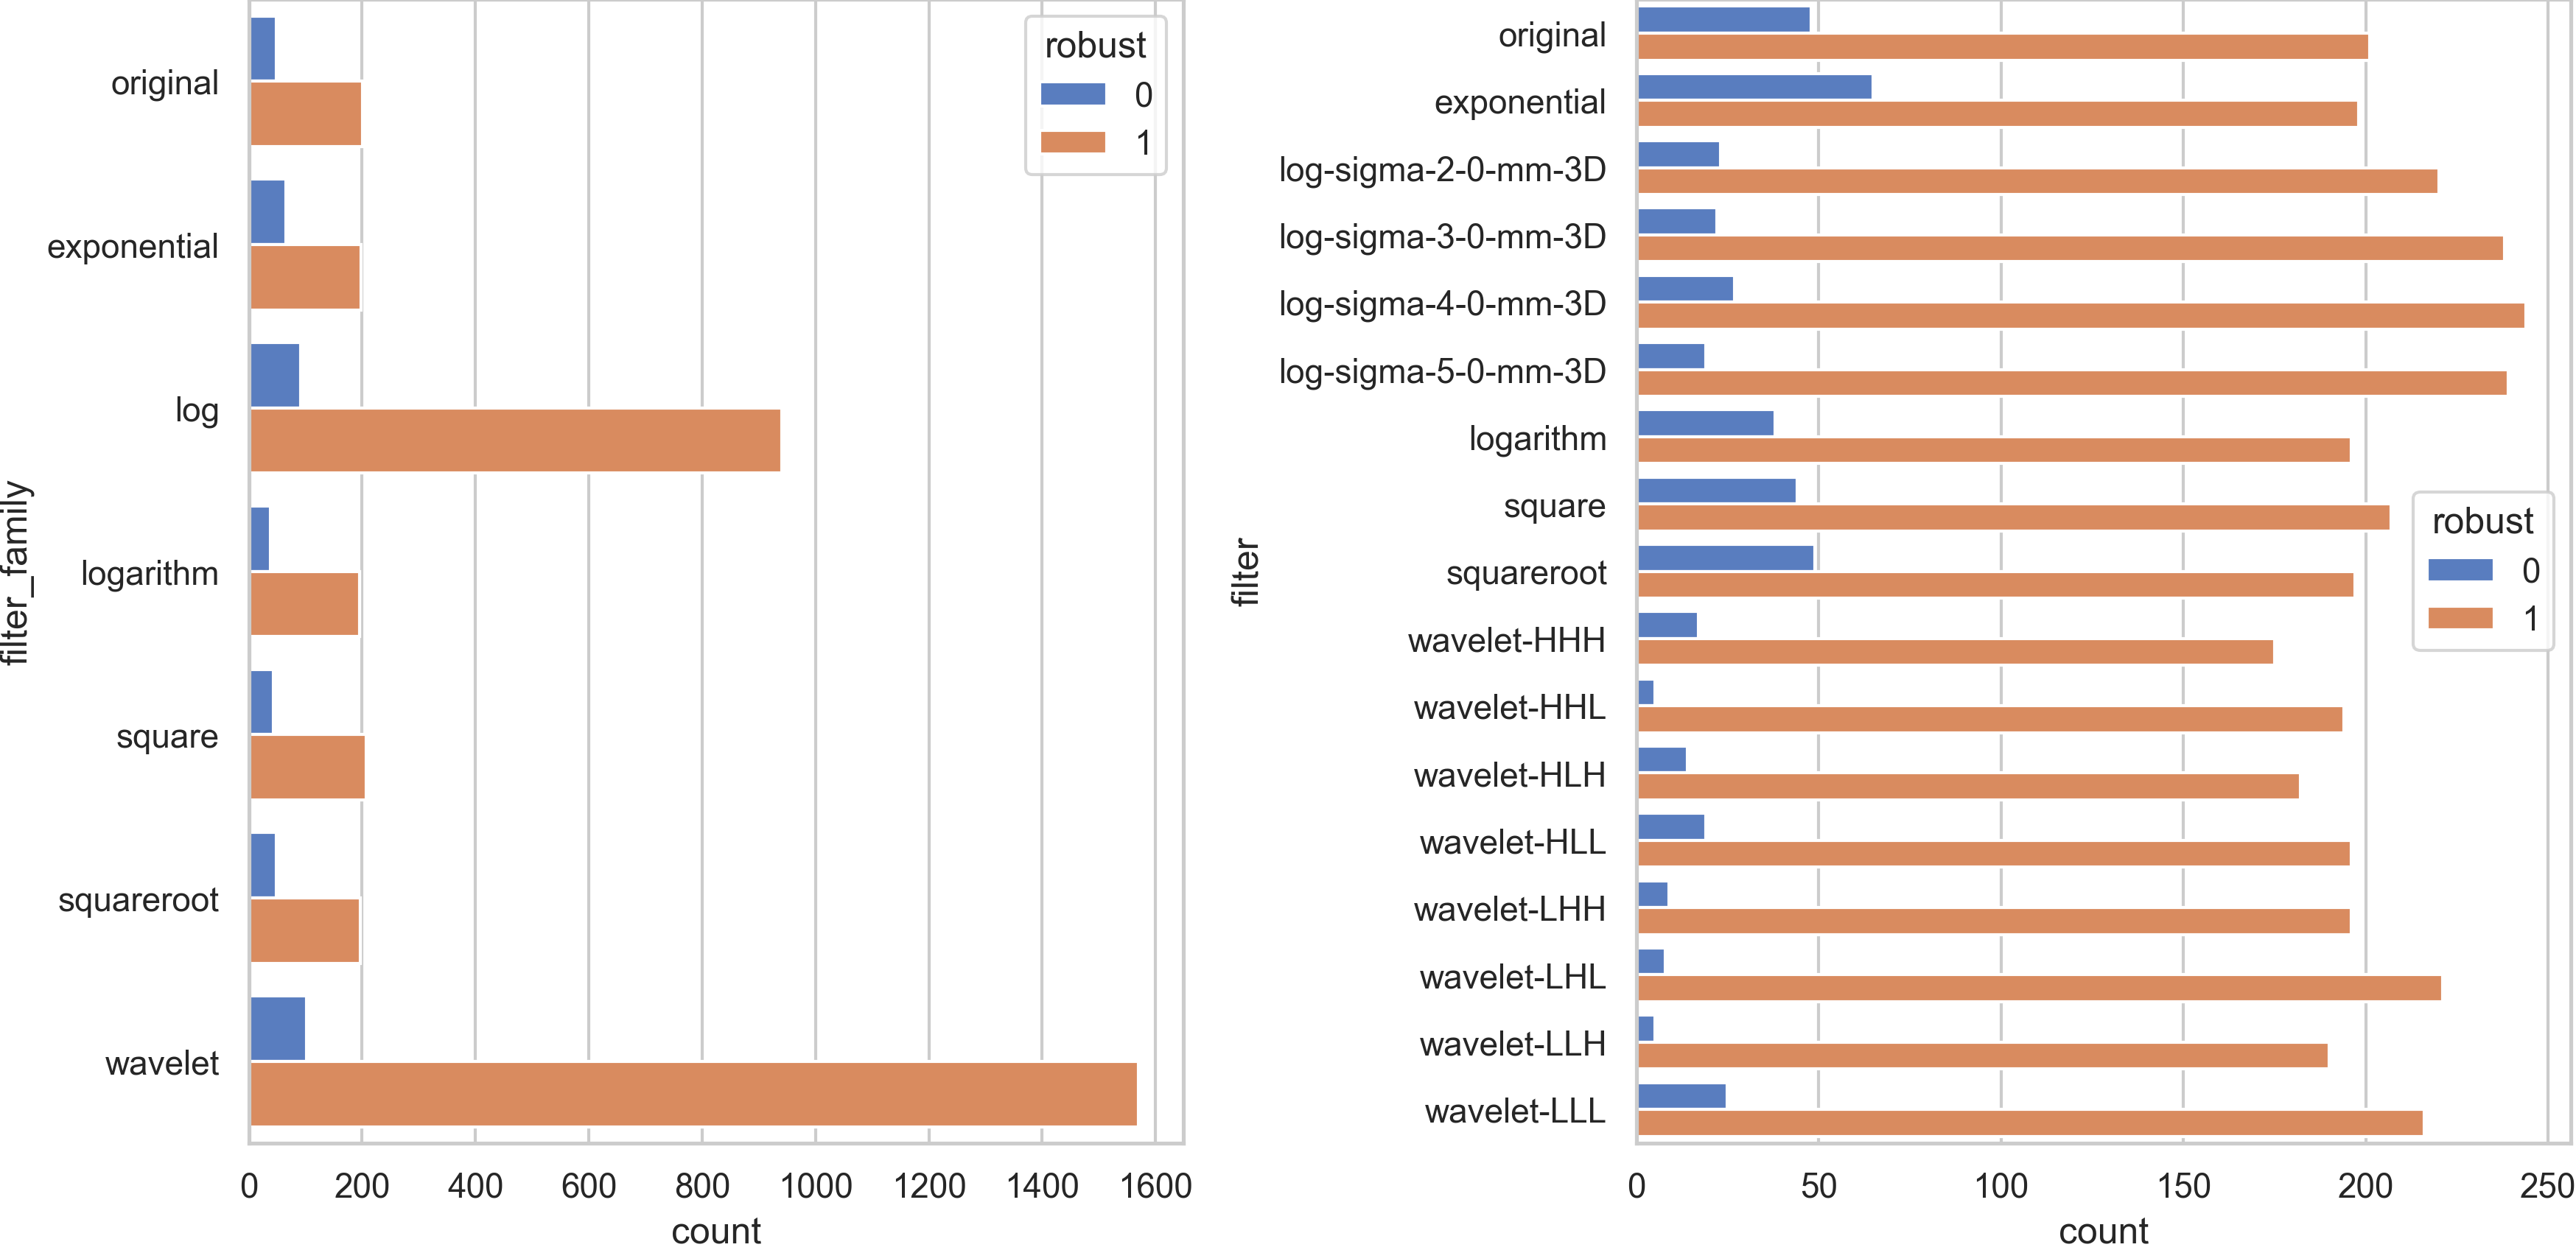 original
exponential
log
logarithm
square
squareroot
wavelet
filter_family
0
200
400
600
800
1000
1200
1400
1600
count
robust
0
1
original
exponential
log-sigma-2-0-mm-3D
log-sigma-3-0-mm-3D
log-sigma-4-0-mm-3D
log-sigma-5-0-mm-3D
logarithm
square
squareroot
wavelet-HHH
wavelet-HHL
wavelet-HLH
wavelet-HLL
wavelet-LHH
wavelet-LHL
wavelet-LLH
wavelet-LLL
filter
0
50
100
150
200
250
count
robust
0
1